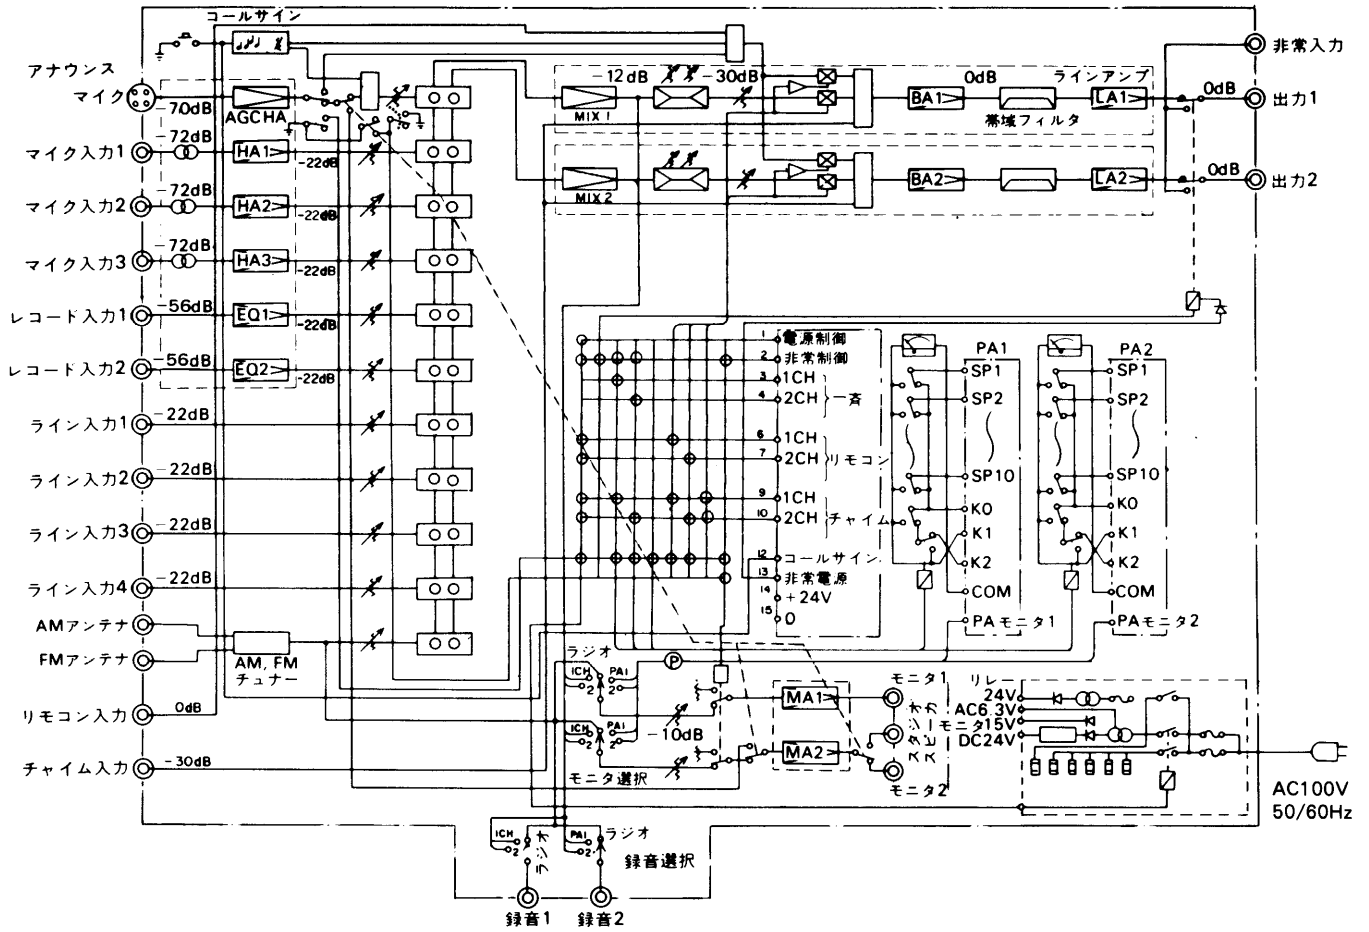 コールサイン
アナウンス
マイク
-70dB
AGC HA
マイク入力1
-72dB
HA1
-22dB
マイク入力2
-72dB
HA2
-22dB
マイク入力3
-72dB
HA3
-22dB
レコード入力1
-56dB
EQ1
-22dB
レコード入力2
-56dB
EQ2
-22dB
ライン入力1
-22dB
ライン入力2
-22dB
ライン入力3
-22dB
ライン入力4
-22dB
AMアンテナ
FMアンテナ
AM, FM
チューナー
リモコン入力
0dB
チャイム入力
-30dB
-12dB
-30dB
0dB
ラインアンプ
MIX 1
BA1
帯域フィルタ
LA1
0dB
非常入力
出力1
MIX 2
BA2
LA2
0dB
出力2
1 電源制御
2 非常制御
3 1CH
4 2CH
一斉
6 1CH
7 2CH
リモコン
9 1CH
10 2CH
チャイム
12 コールサイン
13 非常電源
14 +24V
15 0
PA1
SP1
SP2
SP10
K0
K1
K2
COM
PAモニタ1
PA2
SP1
SP2
SP10
K0
K1
K2
COM
PAモニタ2
P
ラジオ
1CH
2
PA1
2
1CH
2
PA1
2
モニタ選択
-10dB
MA1
MA2
モニタ1
スタジオ
スピーカ
モニタ2
リレー
24V
AC6.3V
モニタ15V
DC24V
AC100V
50/60Hz
1CH
2
ラジオ
PA1
2
ラジオ
録音選択
録音1
録音2